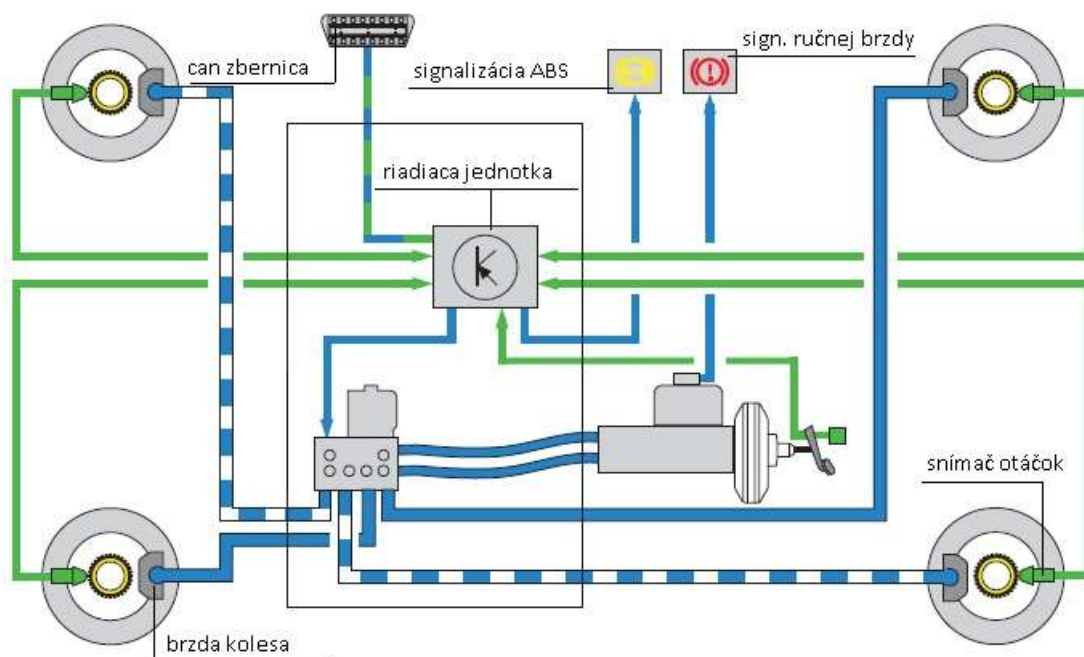 sign. ručnej brzdy
can zbernica
signalizácia ABS
riadiaca jednotka
snímač otáčok
brzda kolesa